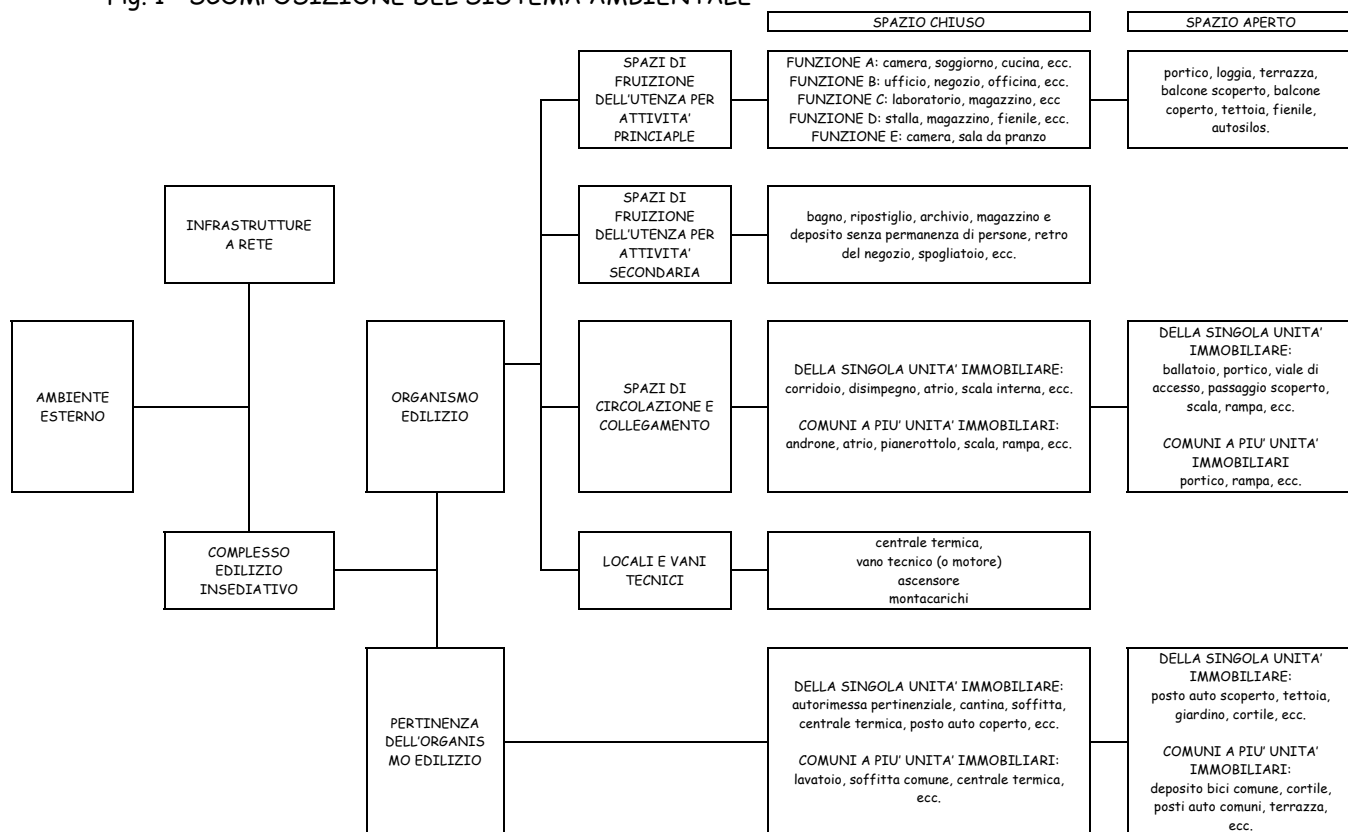 Fig. 1 - SCOMPOSIZIONE DEL SISTEMA AMBIENTALE
SPAZIO CHIUSO
SPAZIO APERTO
SPAZI DI
FRUIZIONE
DELL'UTENZA PER
ATTIVITA'
PRINCIAPLE
FUNZIONE A: camera, soggiorno, cucina, ecc.
FUNZIONE B: ufficio, negozio, officina, ecc.
FUNZIONE C: laboratorio, magazzino, ecc
FUNZIONE D: stalla, magazzino, fienile, ecc.
FUNZIONE E: camera, sala da pranzo
portico, loggia, terrazza,
balcone scoperto, balcone
coperto, tettoia, fienile,
autosilos.
INFRASTRUTTURE
A RETE
SPAZI DI
FRUIZIONE
DELL'UTENZA PER
ATTIVITA'
SECONDARIA
bagno, ripostiglio, archivio, magazzino e
deposito senza permanenza di persone, retro
del negozio, spogliatoio, ecc.
AMBIENTE
ESTERNO
ORGANISMO
EDILIZIO
SPAZI DI
CIRCOLAZIONE E
COLLEGAMENTO
DELLA SINGOLA UNITA' IMMOBILIARE:
corridoio, disimpegno, atrio, scala interna, ecc.
COMUNI A PIU' UNITA' IMMOBILIARI:
androne, atrio, pianerottolo, scala, rampa, ecc.
DELLA SINGOLA UNITA'
IMMOBILIARE:
ballatoio, portico, viale di
accesso, passaggio scoperto,
scala, rampa, ecc.
COMUNI A PIU' UNITA'
IMMOBILIARI
portico, rampa, ecc.
COMPLESSO
EDILIZIO
INSEDIATIVO
LOCALI E VANI
TECNICI
centrale termica,
vano tecnico (o motore)
ascensore
montacarichi
PERTINENZA
DELL'ORGANIS
MO EDILIZIO
DELLA SINGOLA UNITA' IMMOBILIARE:
autorimessa pertinenziale, cantina, soffitta,
centrale termica, posto auto coperto, ecc.
COMUNI A PIU' UNITA' IMMOBILIARI:
lavatoio, soffitta comune, centrale termica,
ecc.
DELLA SINGOLA UNITA'
IMMOBILIARE:
posto auto scoperto, tettoia,
giardino, cortile, ecc.
COMUNI A PIU' UNITA'
IMMOBILIARI:
deposito bici comune, cortile,
posti auto comuni, terrazza,
ecc.